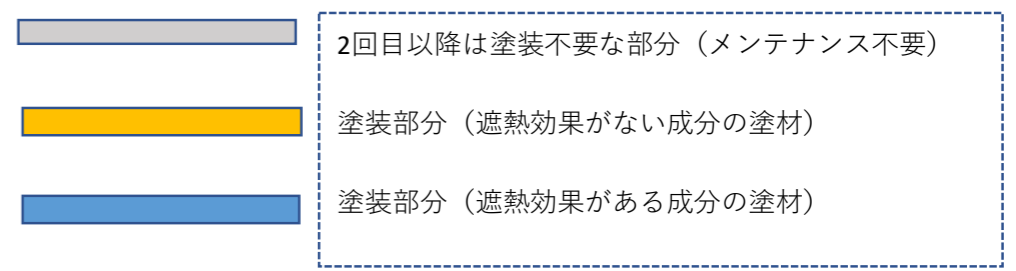 2回目以降は塗装不要な部分（メンテナンス不要）
塗装部分（遮熱効果がない成分の塗材）
塗装部分（遮熱効果がある成分の塗材）